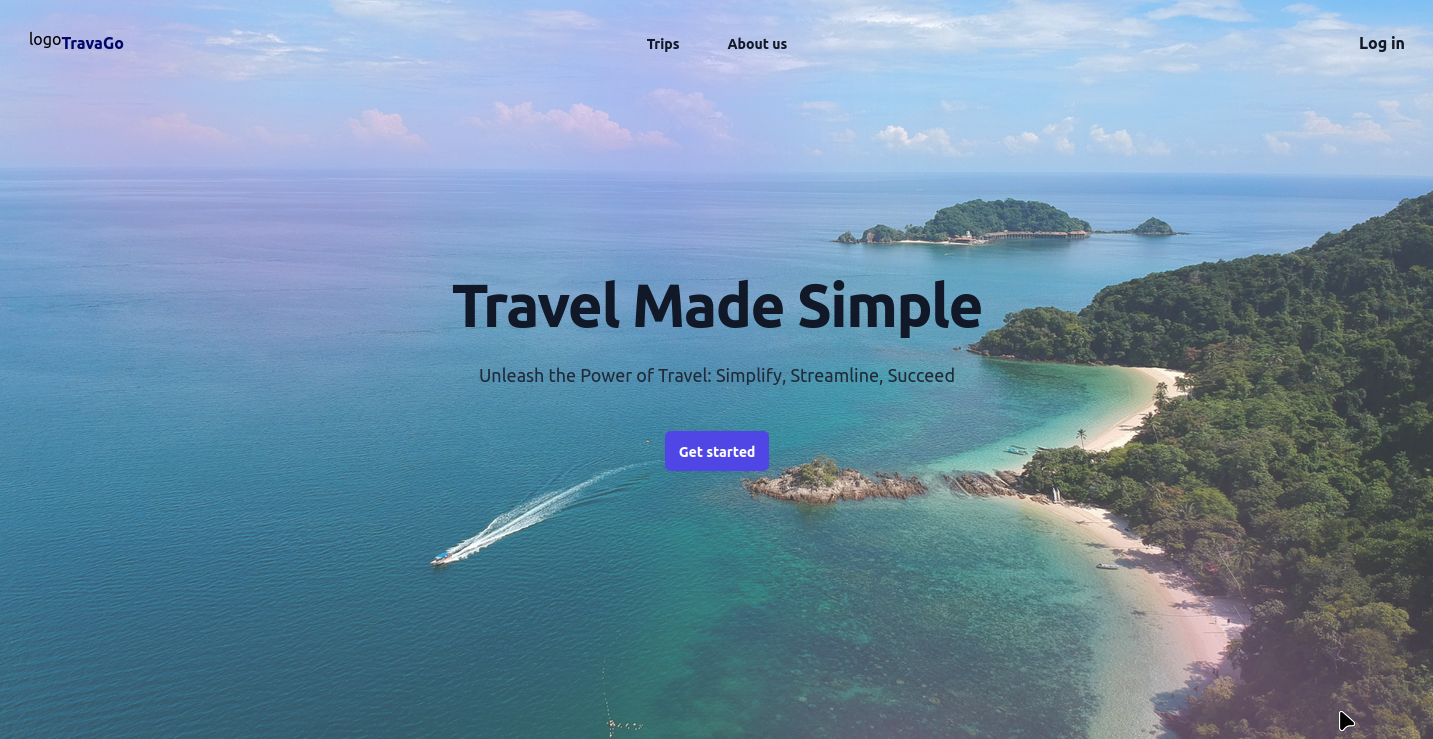 logoTravaGo
Trips
About us
Log in
Travel Made Simple
Unleash the Power of Travel: Simplify, Streamline, Succeed
Get started